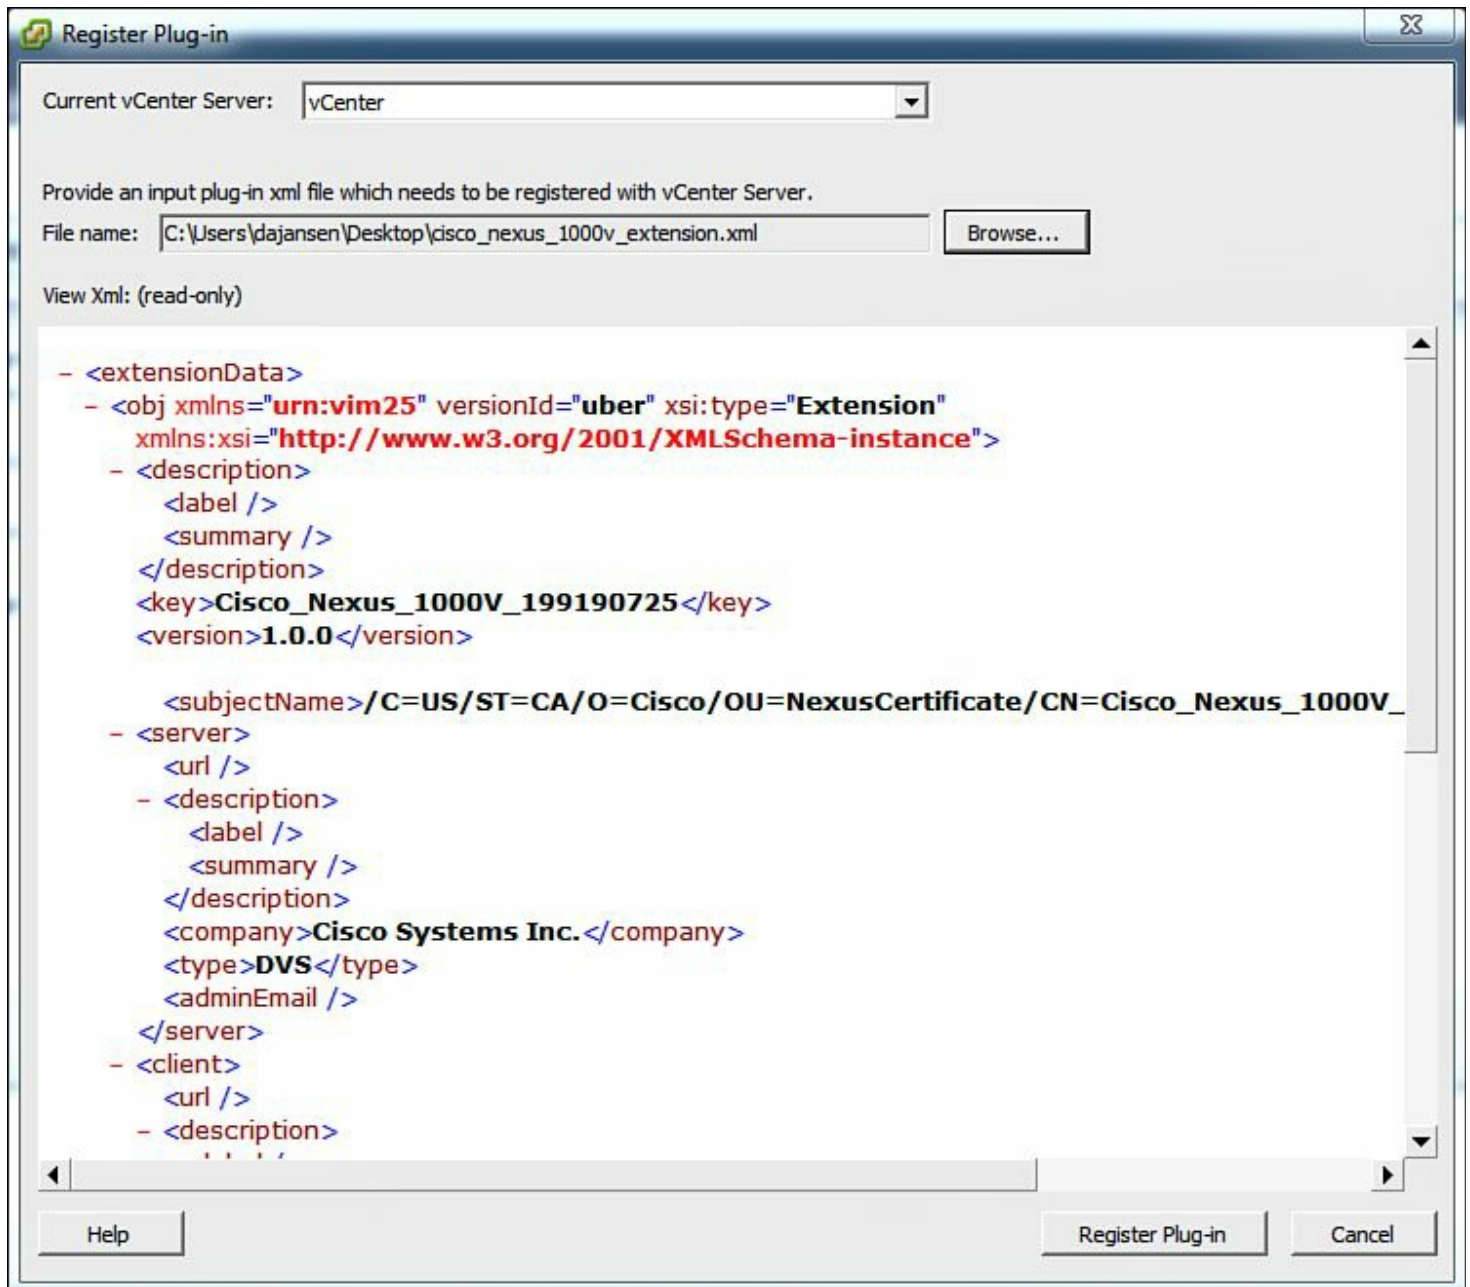 Register Plug-in
Current vCenter Server: vCenter
Provide an input plug-in xml file which needs to be registered with vCenter Server.
File name: C:\Users\dajansen\Desktop\cisco_nexus_1000v_extension.xml Browse...
View Xml: (read-only)
- <extensionData>
- <obj xmlns="urn:vim25" versionId="uber" xsi:type="Extension"
xmlns:xsi="http://www.w3.org/2001/XMLSchema-instance">
- <description>
<label />
<summary />
</description>
<key>Cisco_Nexus_1000V_199190725</key>
<version>1.0.0</version>
<subjectName>/C=US/ST=CA/O=Cisco/OU=NexusCertificate/CN=Cisco_Nexus_1000V_
- <server>
<url />
- <description>
<label />
<summary />
</description>
<company>Cisco Systems Inc.</company>
<type>DVS</type>
<adminEmail />
</server>
- <client>
<url />
- <description>
Help Register Plug-in Cancel